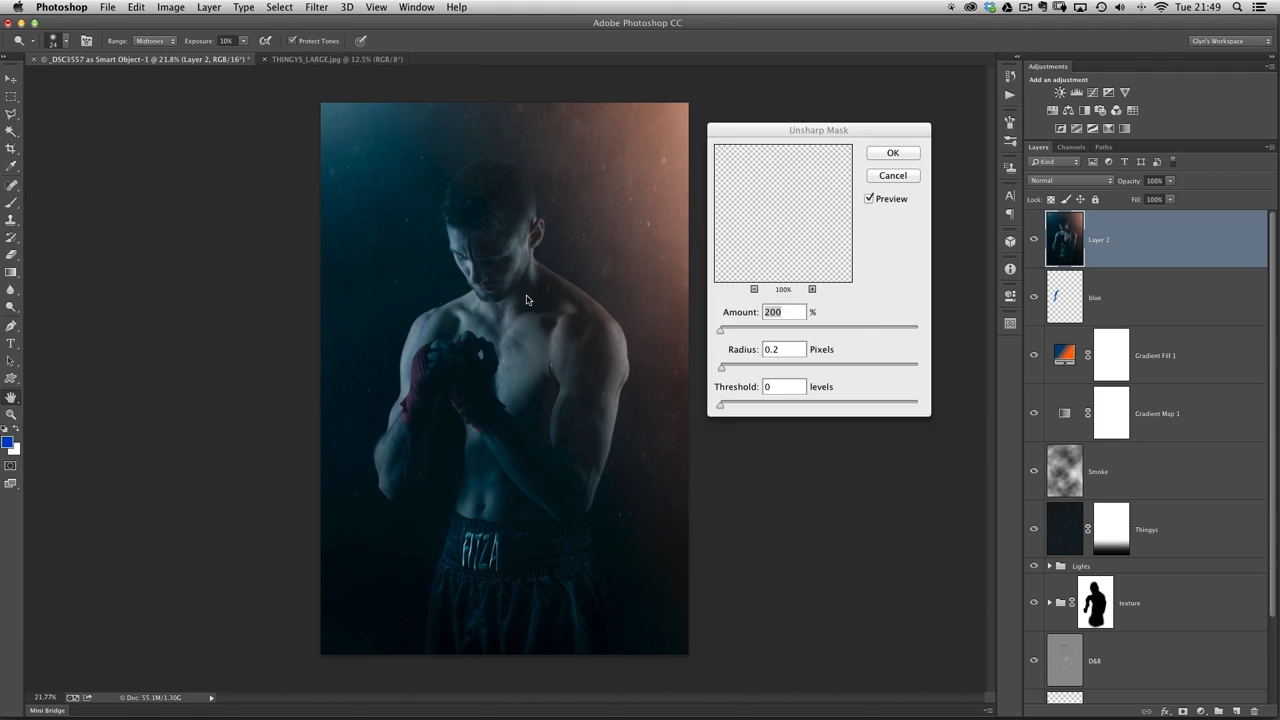 Photoshop File Edit Image Layer Type Select Filter 3D View Window Help Tue 21:49
Adobe Photoshop CC
24 Range: Midtones Exposure: 10% Protect Tones Glyn's Workspace
© _DSC3557 as Smart Object-1 @ 21.8% (Layer 2, RGB/16*) * THINGYS_LARGE.jpg @ 12.5% (RGB/8*)
Adjustments
Add an adjustment
Unsharp Mask
OK
Cancel
Preview
100%
Amount: 200 %
Radius: 0.2 Pixels
Threshold: 0 levels
Layers Channels Paths
Kind
Normal Opacity: 100%
Lock: Fill: 100%
Layer 2
blue
Gradient Fill 1
Gradient Map 1
Smoke
Thingys
Lights
texture
D&B
21.77% © Doc: 55.1M/1.30G
Mini Bridge